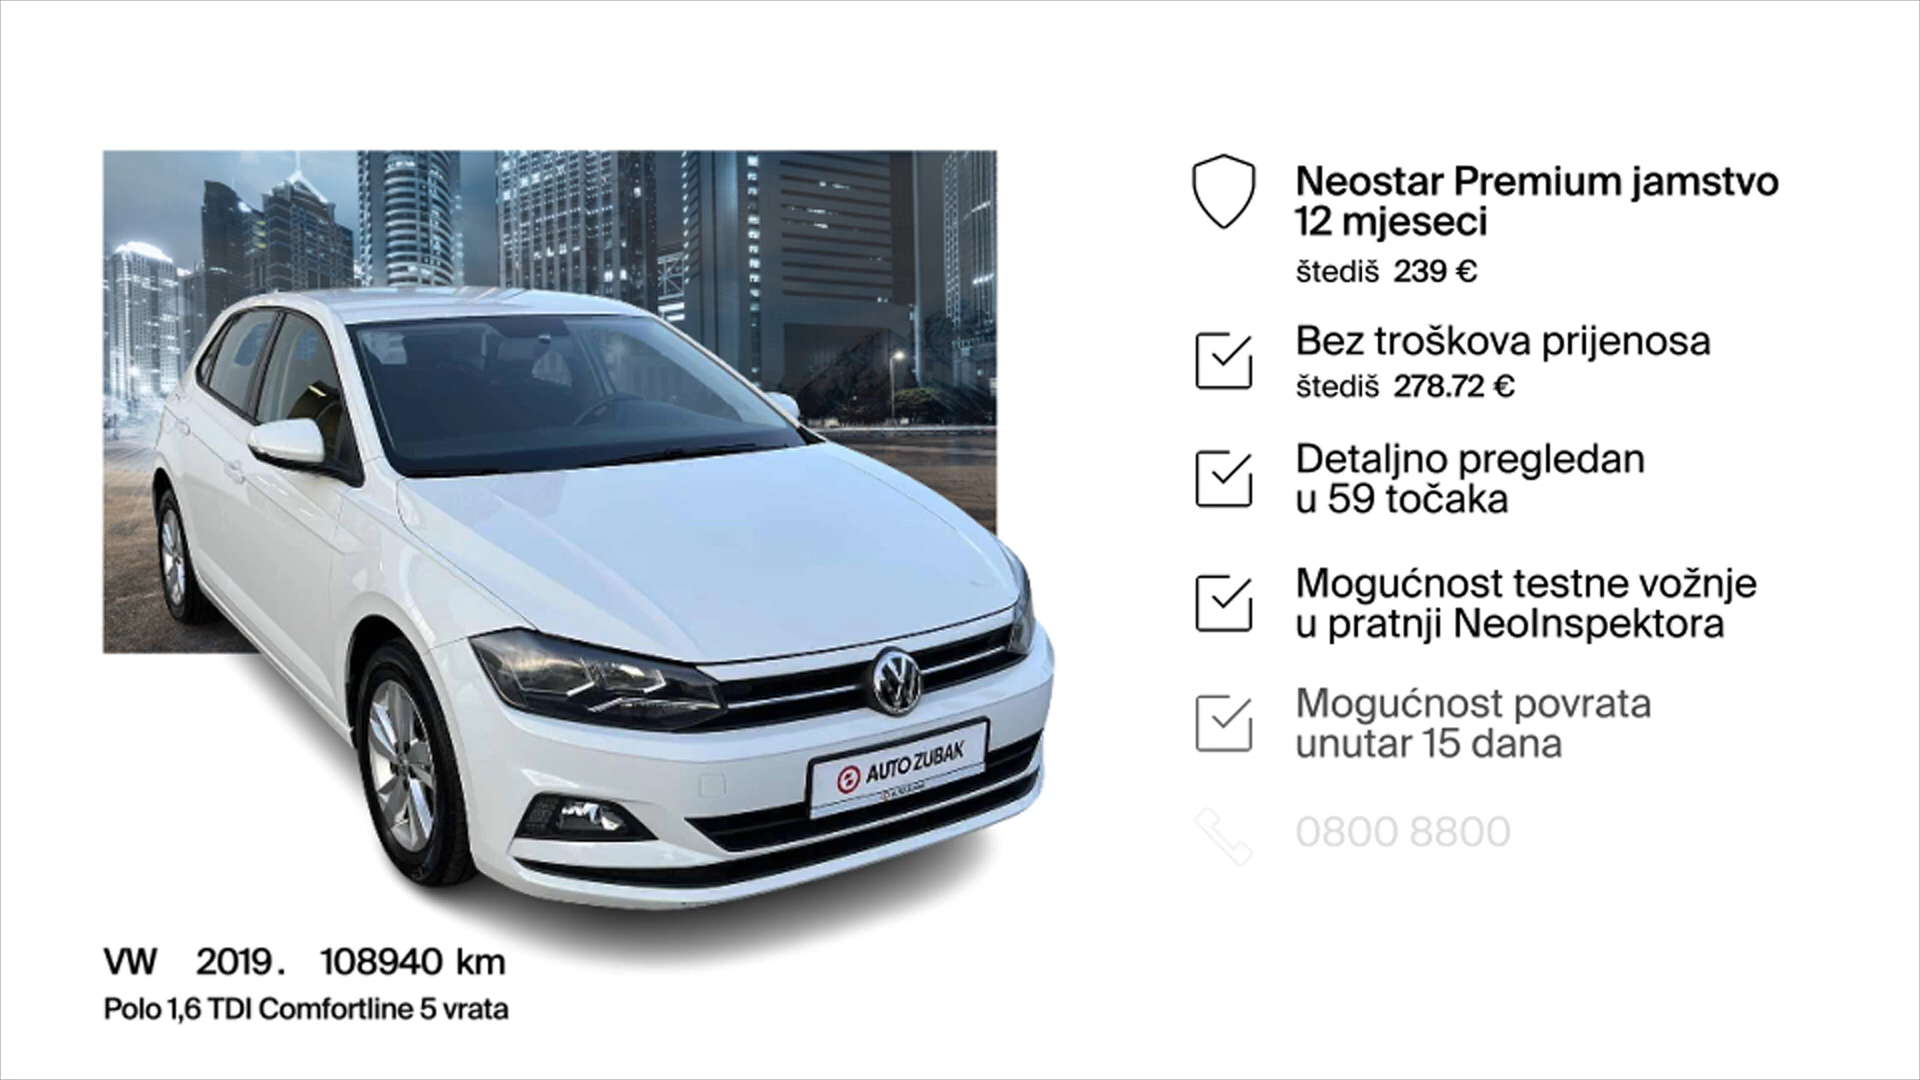 Neostar Premium jamstvo
12 mjeseci
štediš 239 €
Bez troškova prijenosa
štediš 278.72 €
Detaljno pregledan
u 59 točaka
Mogućnost testne vožnje
u pratnji NeoInspektora
Mogućnost povrata
unutar 15 dana
0800 8800
AUTO ZUBAK
VW 2019. 108940 km
Polo 1,6 TDI Comfortline 5 vrata